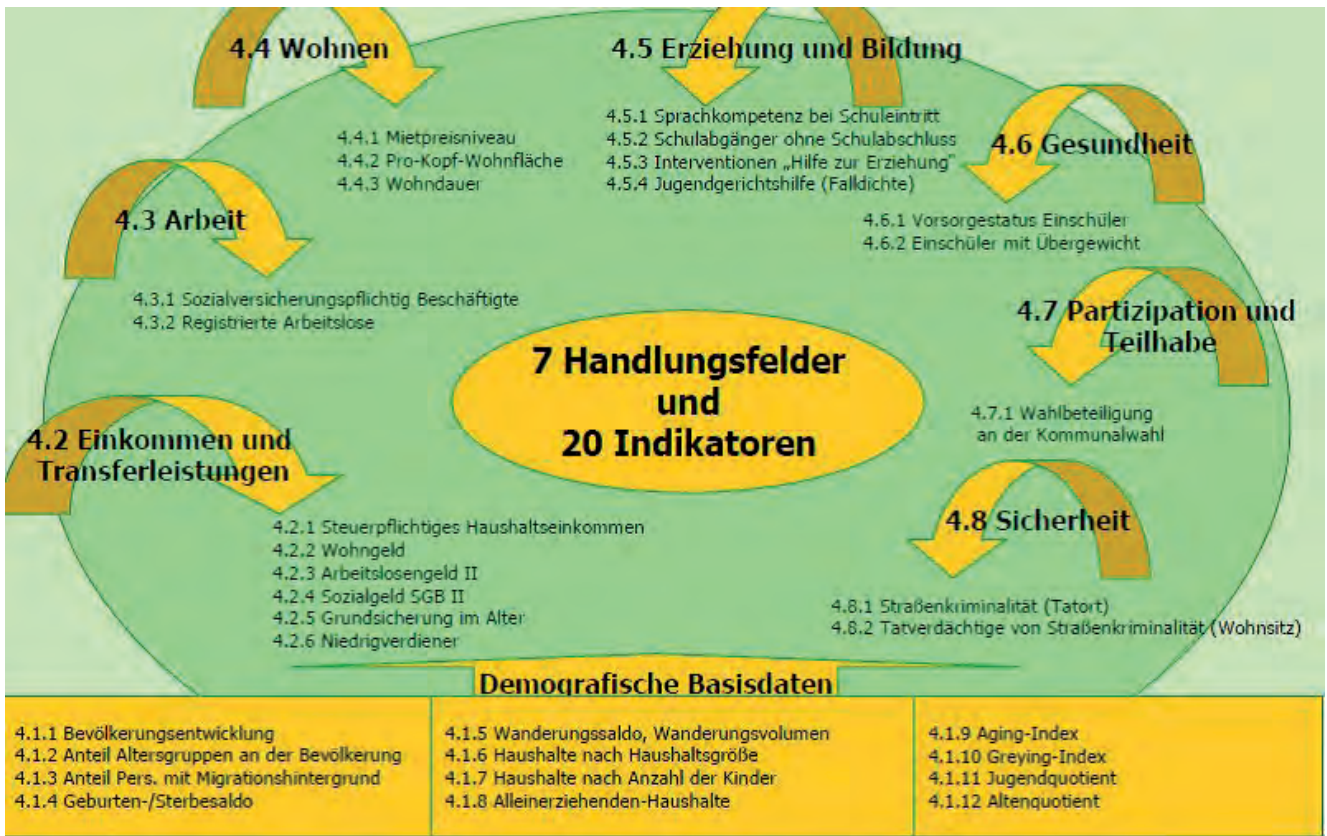 4.4 Wohnen
4.4.1 Mietpreisniveau
4.4.2 Pro-Kopf-Wohnfläche
4.4.3 Wohndauer
4.5 Erziehung und Bildung
4.5.1 Sprachkompetenz bei Schuleintritt
4.5.2 Schulabgänger ohne Schulabschluss
4.5.3 Interventionen „Hilfe zur Erziehung"
4.5.4 Jugendgerichtshilfe (Falldichte)
4.6 Gesundheit
4.6.1 Vorsorgestatus Einschüler
4.6.2 Einschüler mit Übergewicht
4.3 Arbeit
4.3.1 Sozialversicherungspflichtig Beschäftigte
4.3.2 Registrierte Arbeitslose
4.7 Partizipation und
Teilhabe
4.7.1 Wahlbeteiligung
an der Kommunalwahl
7 Handlungsfelder
und
20 Indikatoren
4.2 Einkommen und
Transferleistungen
4.2.1 Steuerpflichtiges Haushaltseinkommen
4.2.2 Wohngeld
4.2.3 Arbeitslosengeld II
4.2.4 Sozialgeld SGB II
4.2.5 Grundsicherung im Alter
4.2.6 Niedrigverdiener
4.8 Sicherheit
4.8.1 Straßenkriminalität (Tatort)
4.8.2 Tatverdächtige von Straßenkriminalität (Wohnsitz)
Demografische Basisdaten
4.1.1 Bevölkerungsentwicklung
4.1.2 Anteil Altersgruppen an der Bevölkerung
4.1.3 Anteil Pers. mit Migrationshintergrund
4.1.4 Geburten-/Sterbesaldo
4.1.5 Wanderungssaldo, Wanderungsvolumen
4.1.6 Haushalte nach Haushaltsgröße
4.1.7 Haushalte nach Anzahl der Kinder
4.1.8 Alleinerziehenden-Haushalte
4.1.9 Aging-Index
4.1.10 Greying-Index
4.1.11 Jugendquotient
4.1.12 Altenquotient